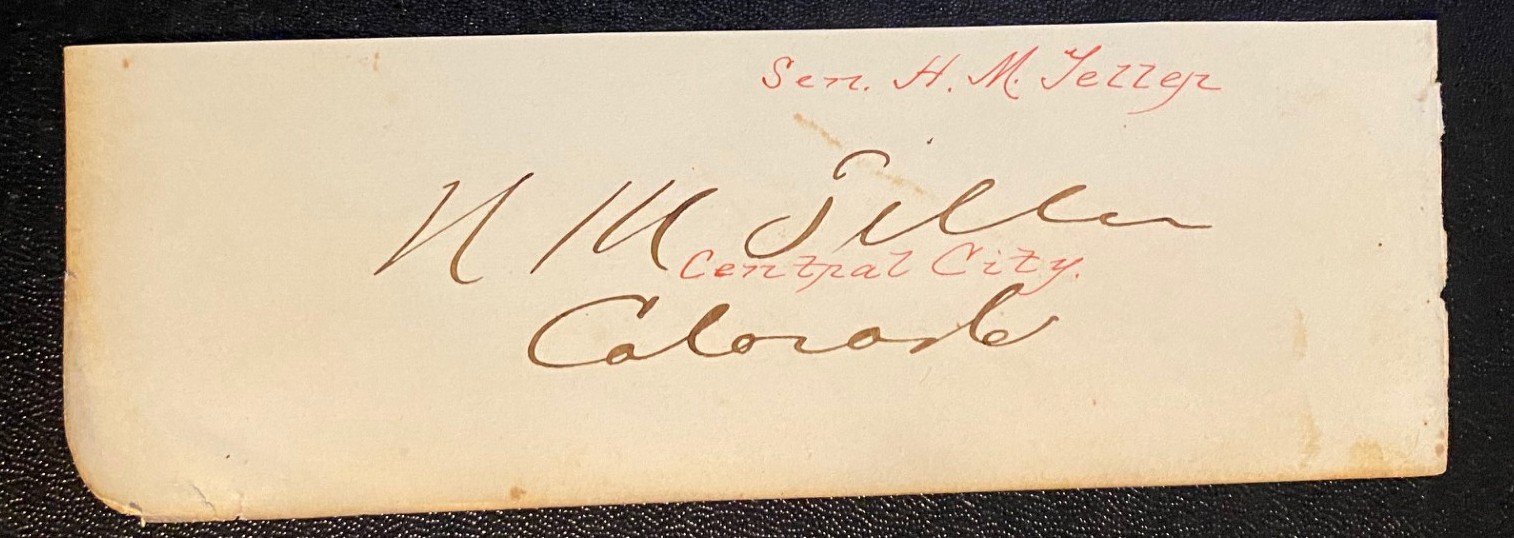 Sen. H. M. Teller
H M Teller
Central City.
Colorado